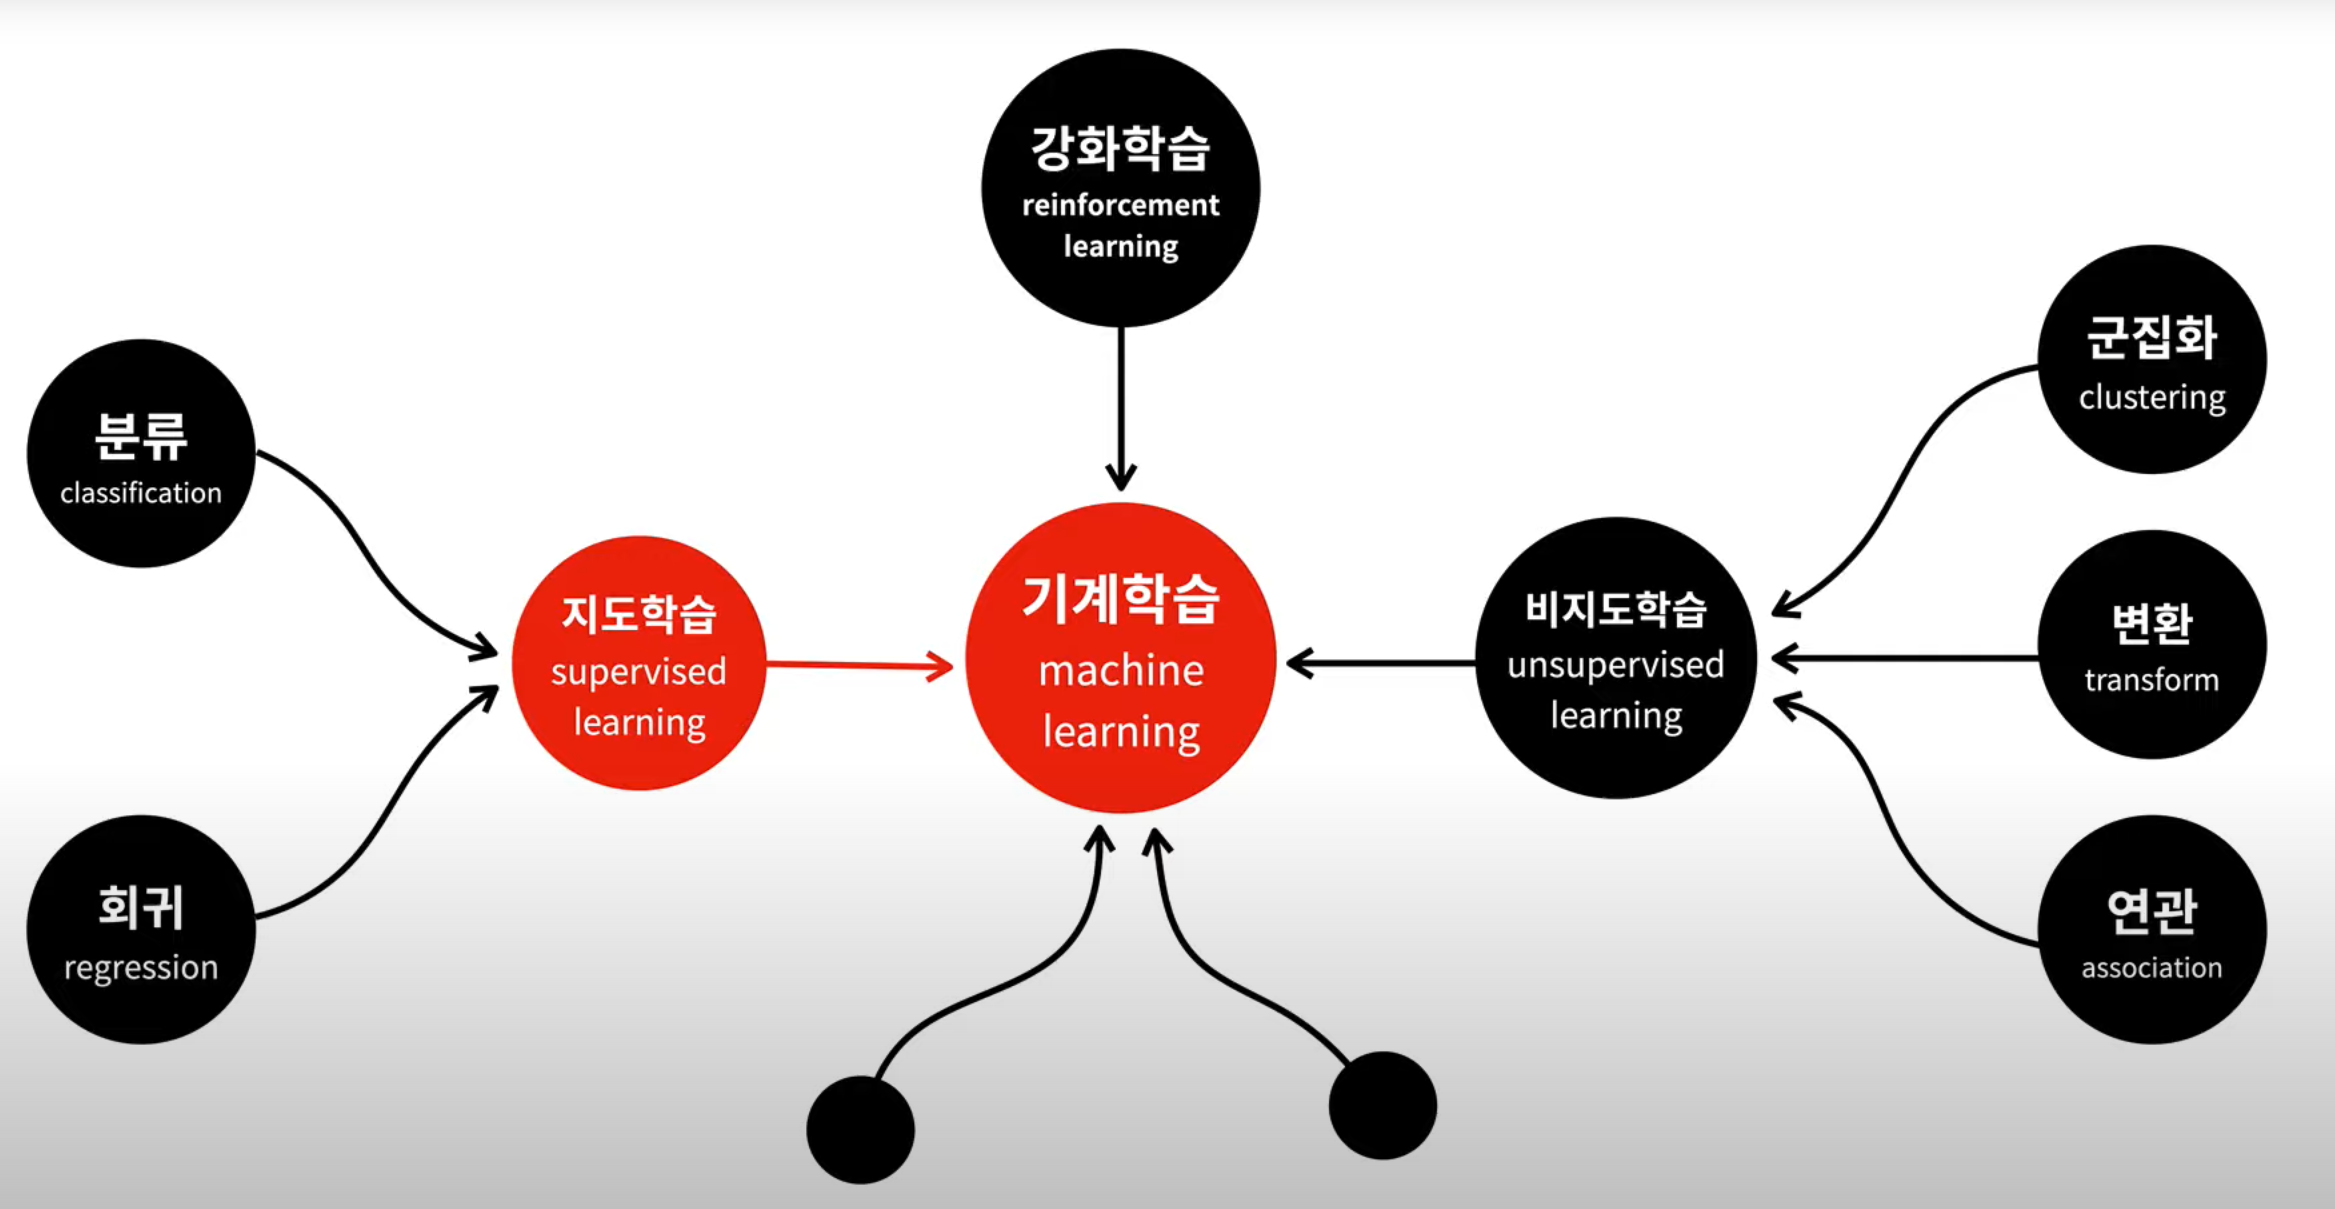 강화학습
reinforcement
learning
분류
classification
회귀
regression
지도학습
supervised
learning
기계학습
machine
learning
비지도학습
unsupervised
learning
군집화
clustering
변환
transform
연관
association